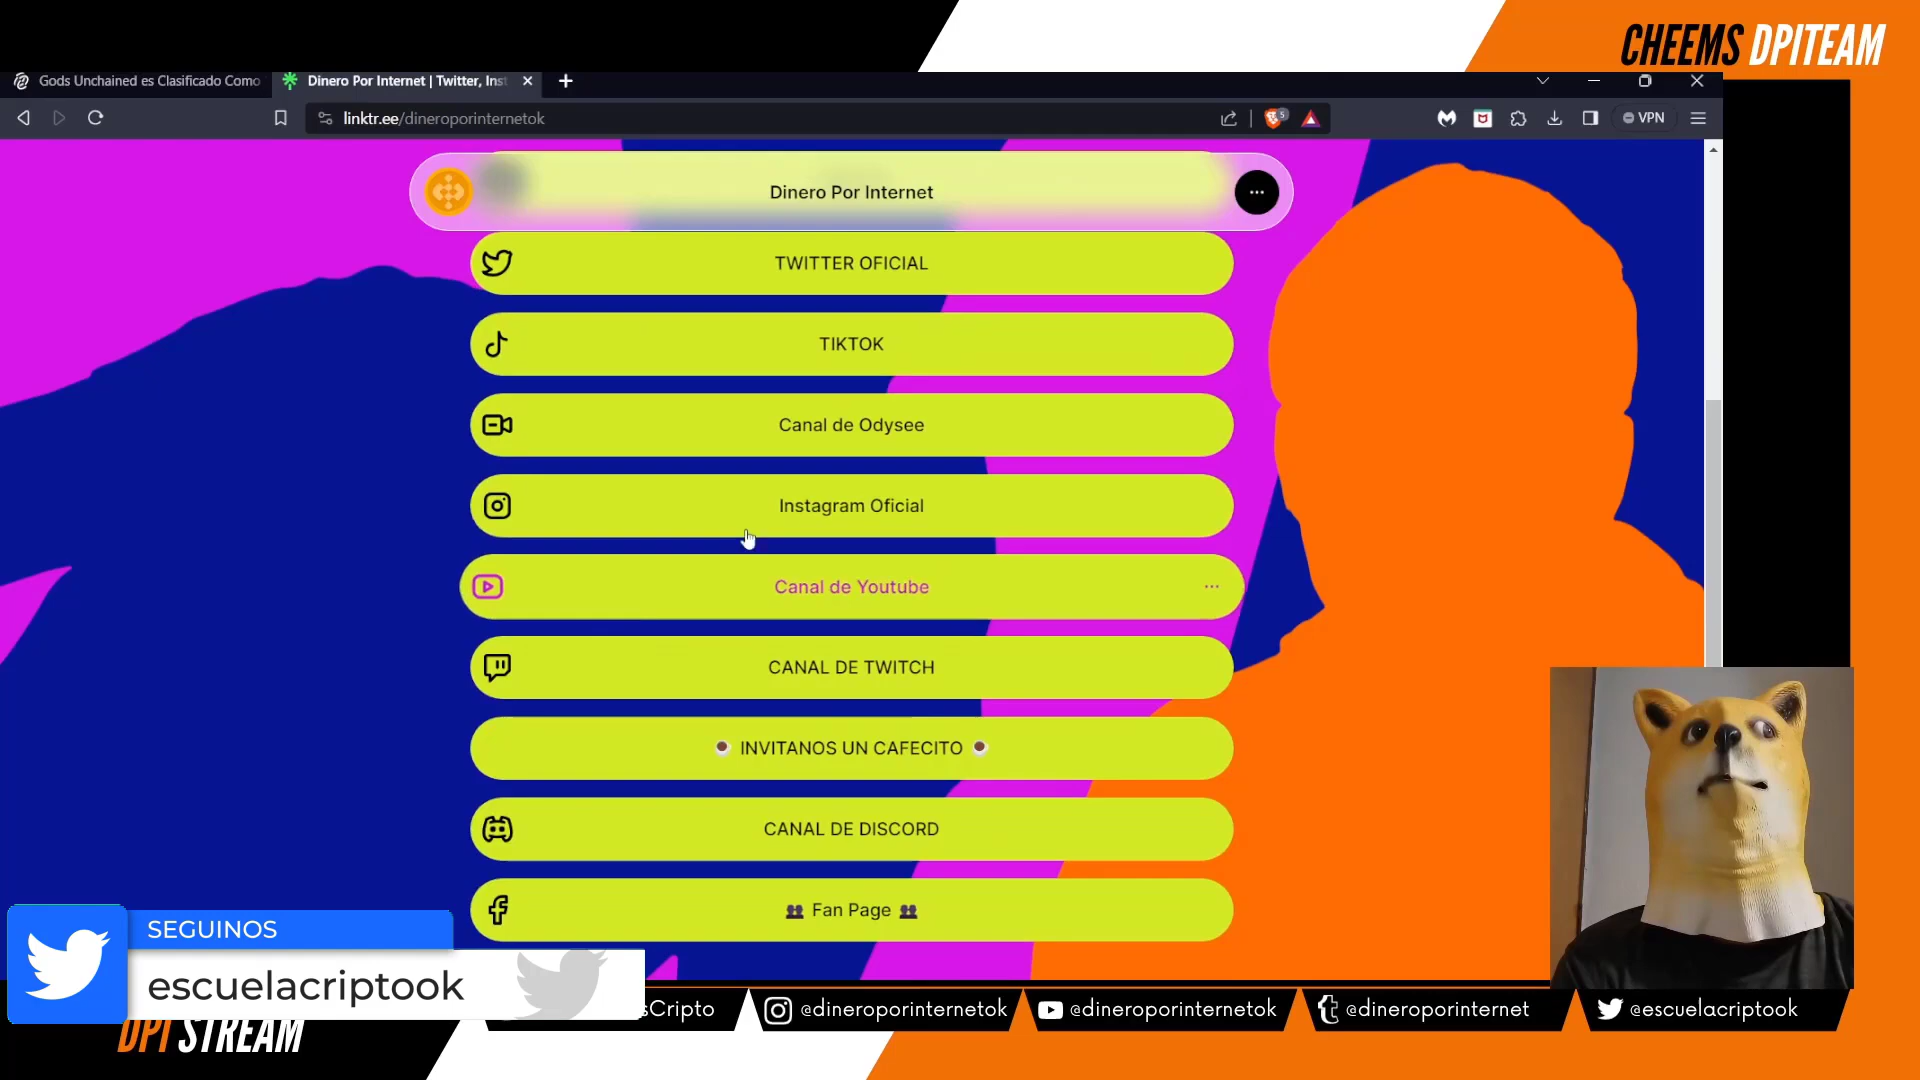 CHEEMS DPITEAM
Gods Unchained es Clasificado Como
Dinero Por Internet | Twitter, Inst
linktr.ee/dineroporinternetok
5
VPN
Dinero Por Internet
TWITTER OFICIAL
TIKTOK
Canal de Odysee
Instagram Oficial
Canal de Youtube
CANAL DE TWITCH
☕ INVITANOS UN CAFECITO ☕
CANAL DE DISCORD
👥 Fan Page 👥
SEGUINOS
escuelacriptook
sCripto
@dineroporinternetok
@dineroporinternetok
@dineroporinternet
@escuelacriptook
DPI STREAM